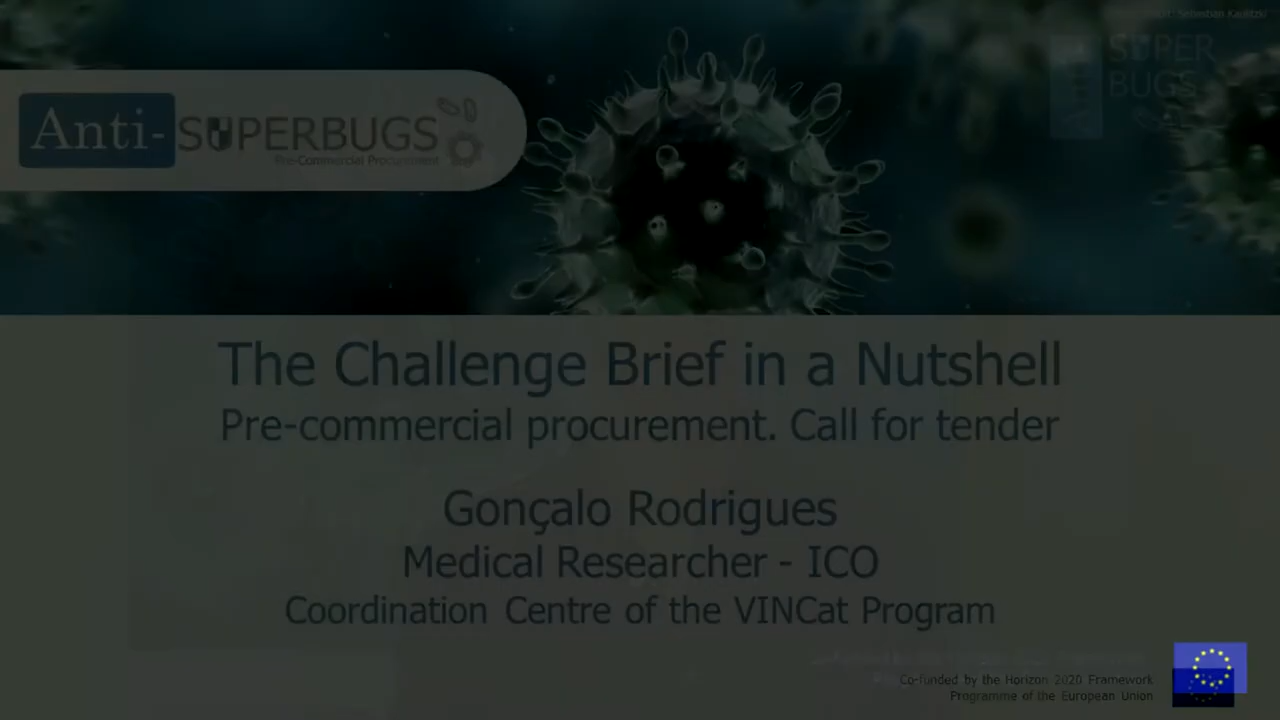 SUPER
BUGS
Anti-SUPERBUGS
Pre-Commercial Procurement
The Challenge Brief in a Nutshell
Pre-commercial procurement. Call for tender
Gonçalo Rodrigues
Medical Researcher - ICO
Coordination Centre of the VINCat Program
Co-funded by the Horizon 2020 Framework
Programme of the European Union